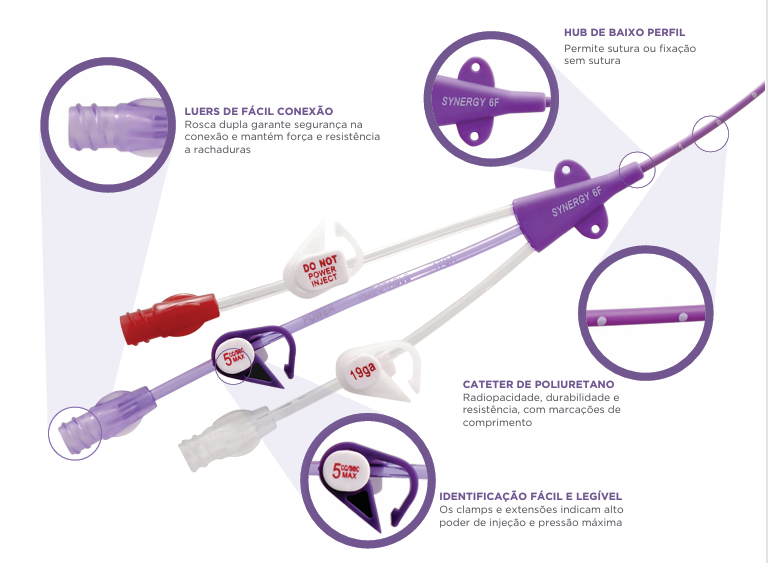 HUB DE BAIXO PERFIL
Permite sutura ou fixação
sem sutura
SYNERGY 6F
LUERS DE FÁCIL CONEXÃO
Rosca dupla garante segurança na
conexão e mantém força e resistência
a rachaduras
SYNERGY 6F
DO NOT
POWER
INJECT
5 cc/sec
MAX
19ga
CATETER DE POLIURETANO
Radiopacidade, durabilidade e
resistência, com marcações de
comprimento
5 cc/sec
MAX
IDENTIFICAÇÃO FÁCIL E LEGÍVEL
Os clamps e extensões indicam alto
poder de injeção e pressão máxima